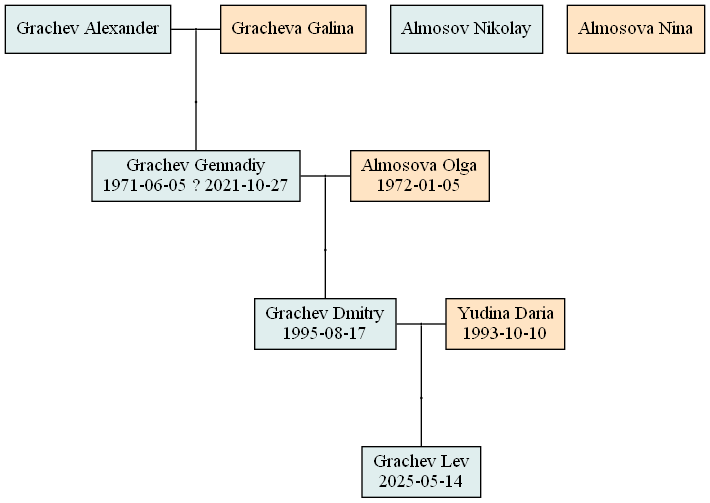 Grachev Alexander
Gracheva Galina
Almosov Nikolay
Almosova Nina
Grachev Gennadiy
1971-06-05 ? 2021-10-27
Almosova Olga
1972-01-05
Grachev Dmitry
1995-08-17
Yudina Daria
1993-10-10
Grachev Lev
2025-05-14